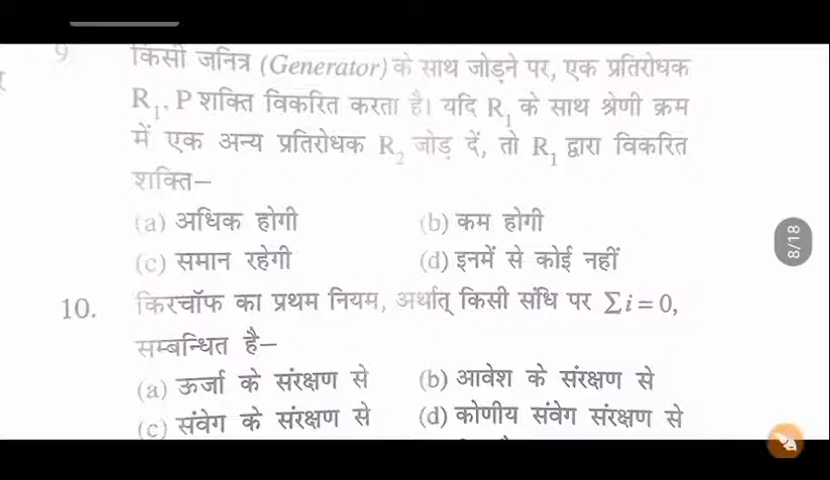 9. किसी जनित्र (Generator) के साथ जोड़ने पर, एक प्रतिरोधक
R₁, P शक्ति विकरित करता है। यदि R₁ के साथ श्रेणी क्रम
में एक अन्य प्रतिरोधक R₂ जोड़ दें, तो R₁ द्वारा विकरित
शक्ति–
(a) अधिक होगी (b) कम होगी
(c) समान रहेगी (d) इनमें से कोई नहीं
8/18
10. किरचॉफ का प्रथम नियम, अर्थात् किसी संधि पर ∑i = 0,
सम्बन्धित है–
(a) ऊर्जा के संरक्षण से (b) आवेश के संरक्षण से
(c) संवेग के संरक्षण से (d) कोणीय संवेग संरक्षण से